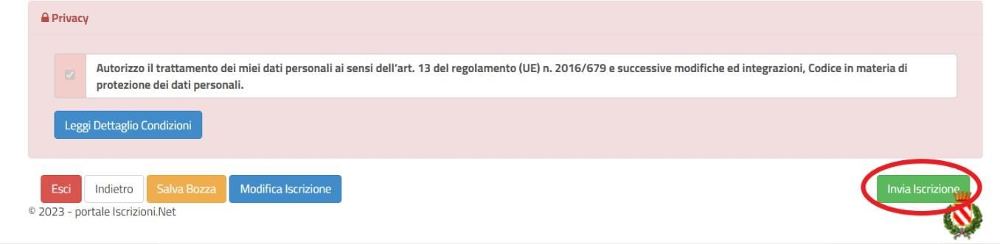 Privacy
Autorizzo il trattamento dei miei dati personali ai sensi dell'art. 13 del regolamento (UE) n. 2016/679 e successive modifiche ed integrazioni, Codice in materia di
protezione dei dati personali.
Leggi Dettaglio Condizioni
Esci Indietro Salva Bozza Modifica Iscrizione Invia Iscrizione
© 2023 - portale Iscrizioni.Net